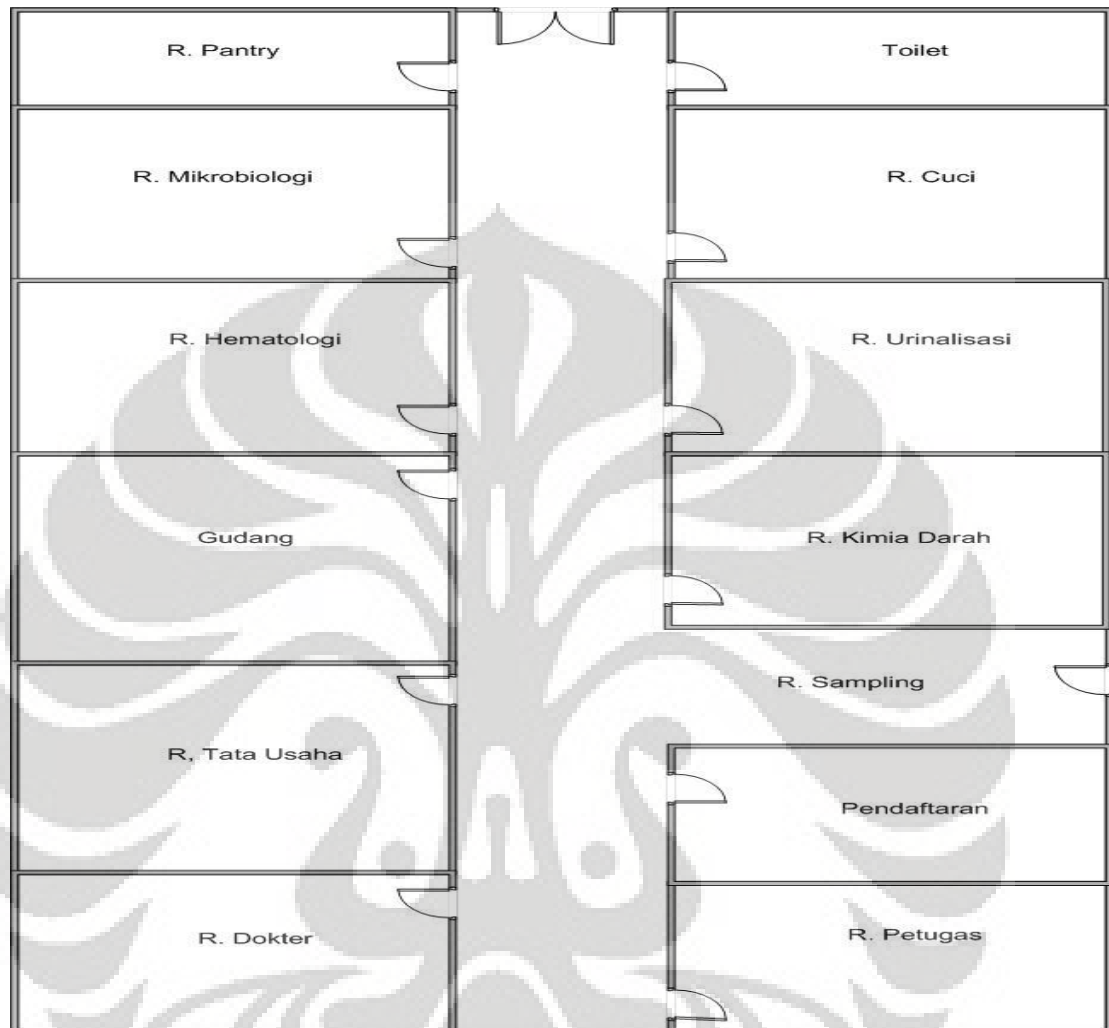 R. Pantry
Toilet
R. Mikrobiologi
R. Cuci
R. Hematologi
R. Urinalisasi
Gudang
R. Kimia Darah
R. Sampling
R, Tata Usaha
Pendaftaran
R. Dokter
R. Petugas